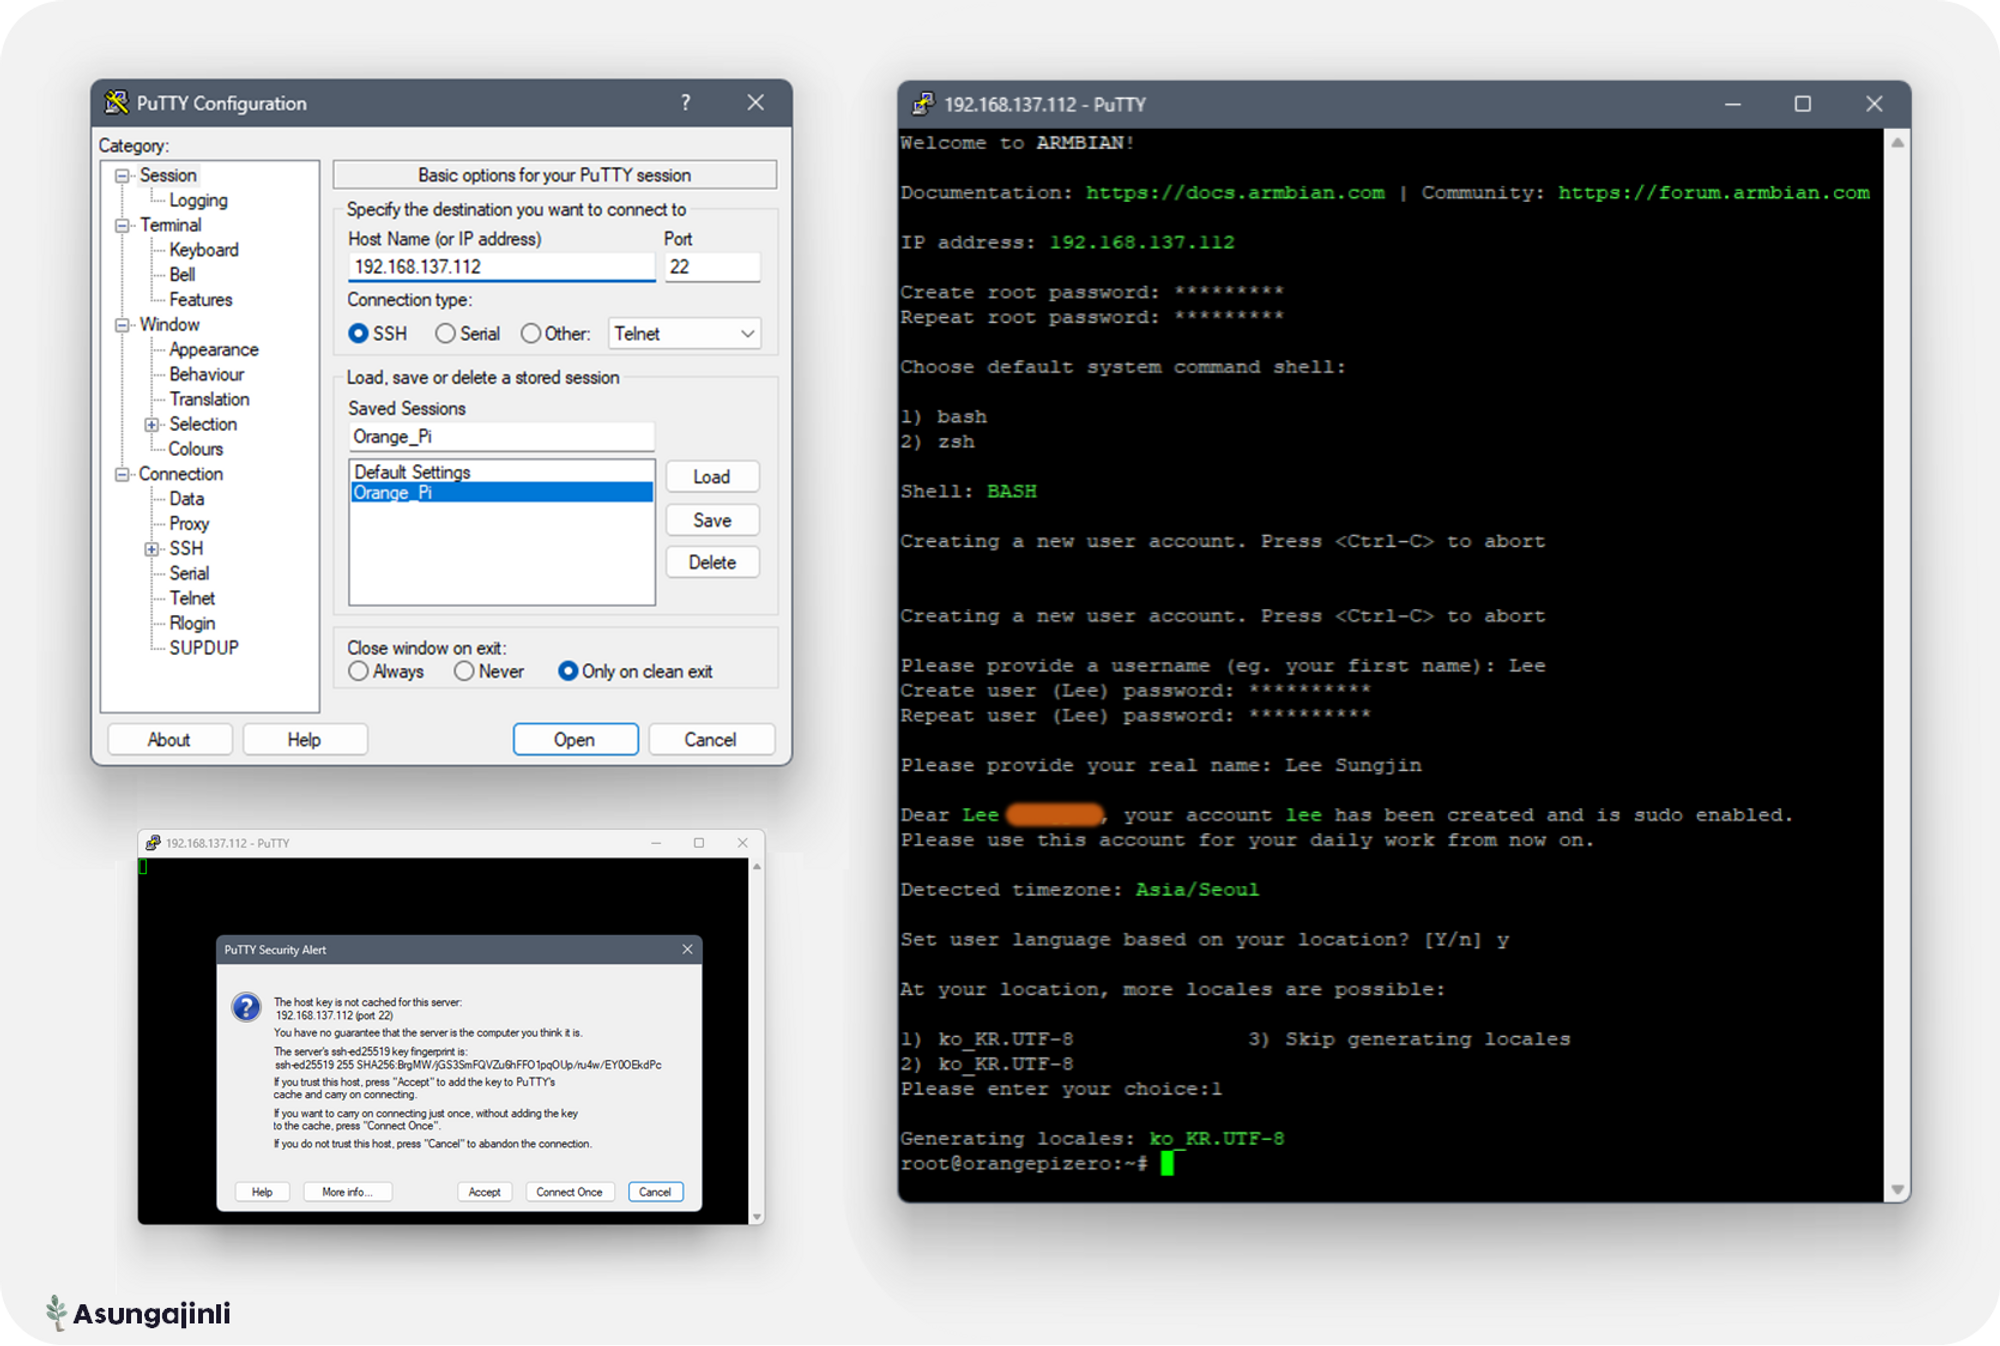 PuTTY Configuration
?
Category:
Session
Logging
Terminal
Keyboard
Bell
Features
Window
Appearance
Behaviour
Translation
Selection
Colours
Connection
Data
Proxy
SSH
Serial
Telnet
Rlogin
SUPDUP
Basic options for your PuTTY session
Specify the destination you want to connect to
Host Name (or IP address) Port
192.168.137.112 22
Connection type:
SSH Serial Other: Telnet
Load, save or delete a stored session
Saved Sessions
Orange_Pi
Default Settings
Orange_Pi
Load
Save
Delete
Close window on exit:
Always Never Only on clean exit
About Help Open Cancel
192.168.137.112 - PuTTY
PuTTY Security Alert
The host key is not cached for this server:
192.168.137.112 (port 22)
You have no guarantee that the server is the computer you think it is.
The server's ssh-ed25519 key fingerprint is:
ssh-ed25519 255 SHA256:BrgMW/jGS3SmFQVZu6hFFO1pqOUp/ru4w/EY0OEkdPc
If you trust this host, press "Accept" to add the key to PuTTY's
cache and carry on connecting.
If you want to carry on connecting just once, without adding the key
to the cache, press "Connect Once".
If you do not trust this host, press "Cancel" to abandon the connection.
Help More info... Accept Connect Once Cancel
192.168.137.112 - PuTTY
Welcome to ARMBIAN!
Documentation: https://docs.armbian.com | Community: https://forum.armbian.com
IP address: 192.168.137.112
Create root password: *********
Repeat root password: *********
Choose default system command shell:
1) bash
2) zsh
Shell: BASH
Creating a new user account. Press <Ctrl-C> to abort
Creating a new user account. Press <Ctrl-C> to abort
Please provide a username (eg. your first name): Lee
Create user (Lee) password: **********
Repeat user (Lee) password: **********
Please provide your real name: Lee Sungjin
Dear Lee , your account lee has been created and is sudo enabled.
Please use this account for your daily work from now on.
Detected timezone: Asia/Seoul
Set user language based on your location? [Y/n] y
At your location, more locales are possible:
1) ko_KR.UTF-8 3) Skip generating locales
2) ko_KR.UTF-8
Please enter your choice:1
Generating locales: ko_KR.UTF-8
root@orangepizero:~#
Asungajinli